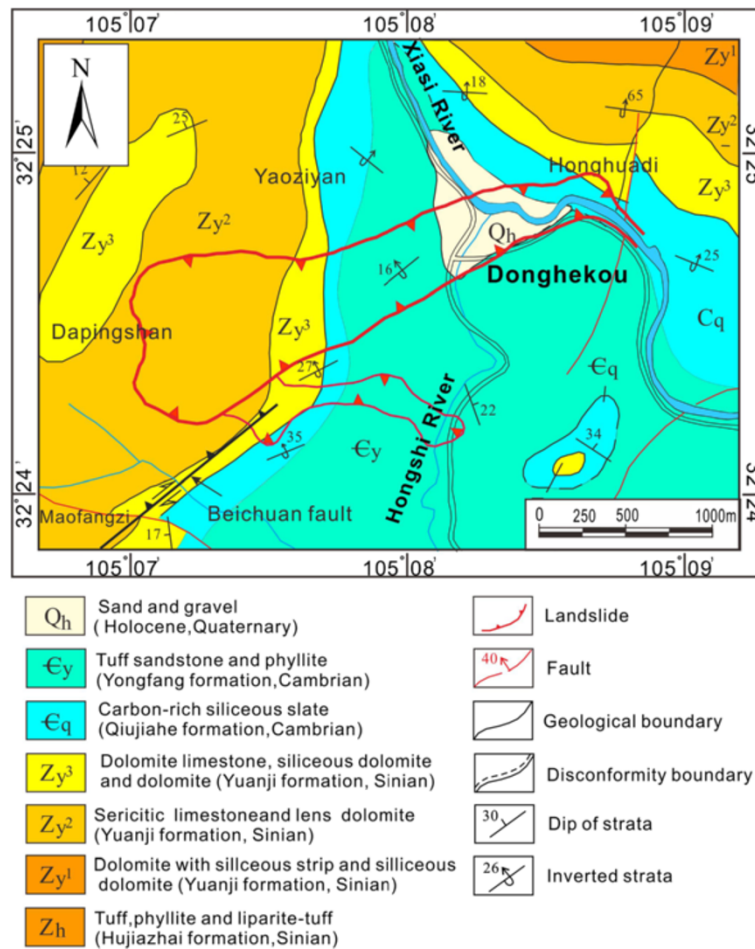 105°07′ 105°08′ 105°09′
N
Zy¹
Xiasi River
18
65
25
Zy²
32°25′
32°25′
12
Yaoziyan
Honghuadi
Zy³
Zy³
Zy²
Qh
16
Donghekou
25
Dapingshan
Zy³
Cq
27
Ꞓq
Hongshi River
22
35
Ꞓy
34
32°24′
32°24′
Maofangzi
Beichuan fault
17
0 250 500 1000m
105°07′ 105°08′ 105°09′
Qh
Sand and gravel
( Holocene,Quaternary)
Ꞓy
Tuff sandstone and phyllite
(Yongfang formation,Cambrian)
Ꞓq
Carbon-rich siliceous slate
(Qiujiahe formation,Cambrian)
Zy³
Dolomite limestone, siliceous dolomite
and dolomite (Yuanji formation, Sinian)
Zy²
Sericitic limestoneand lens dolomite
(Yuanji formation, Sinian)
Zy¹
Dolomite with sillceous strip and silliceous
dolomite (Yuanji formation, Sinian)
Zh
Tuff,phyllite and liparite-tuff
(Hujiazhai formation,Sinian)
Landslide
40
Fault
Geological boundary
Disconformity boundary
30
Dip of strata
26
Inverted strata